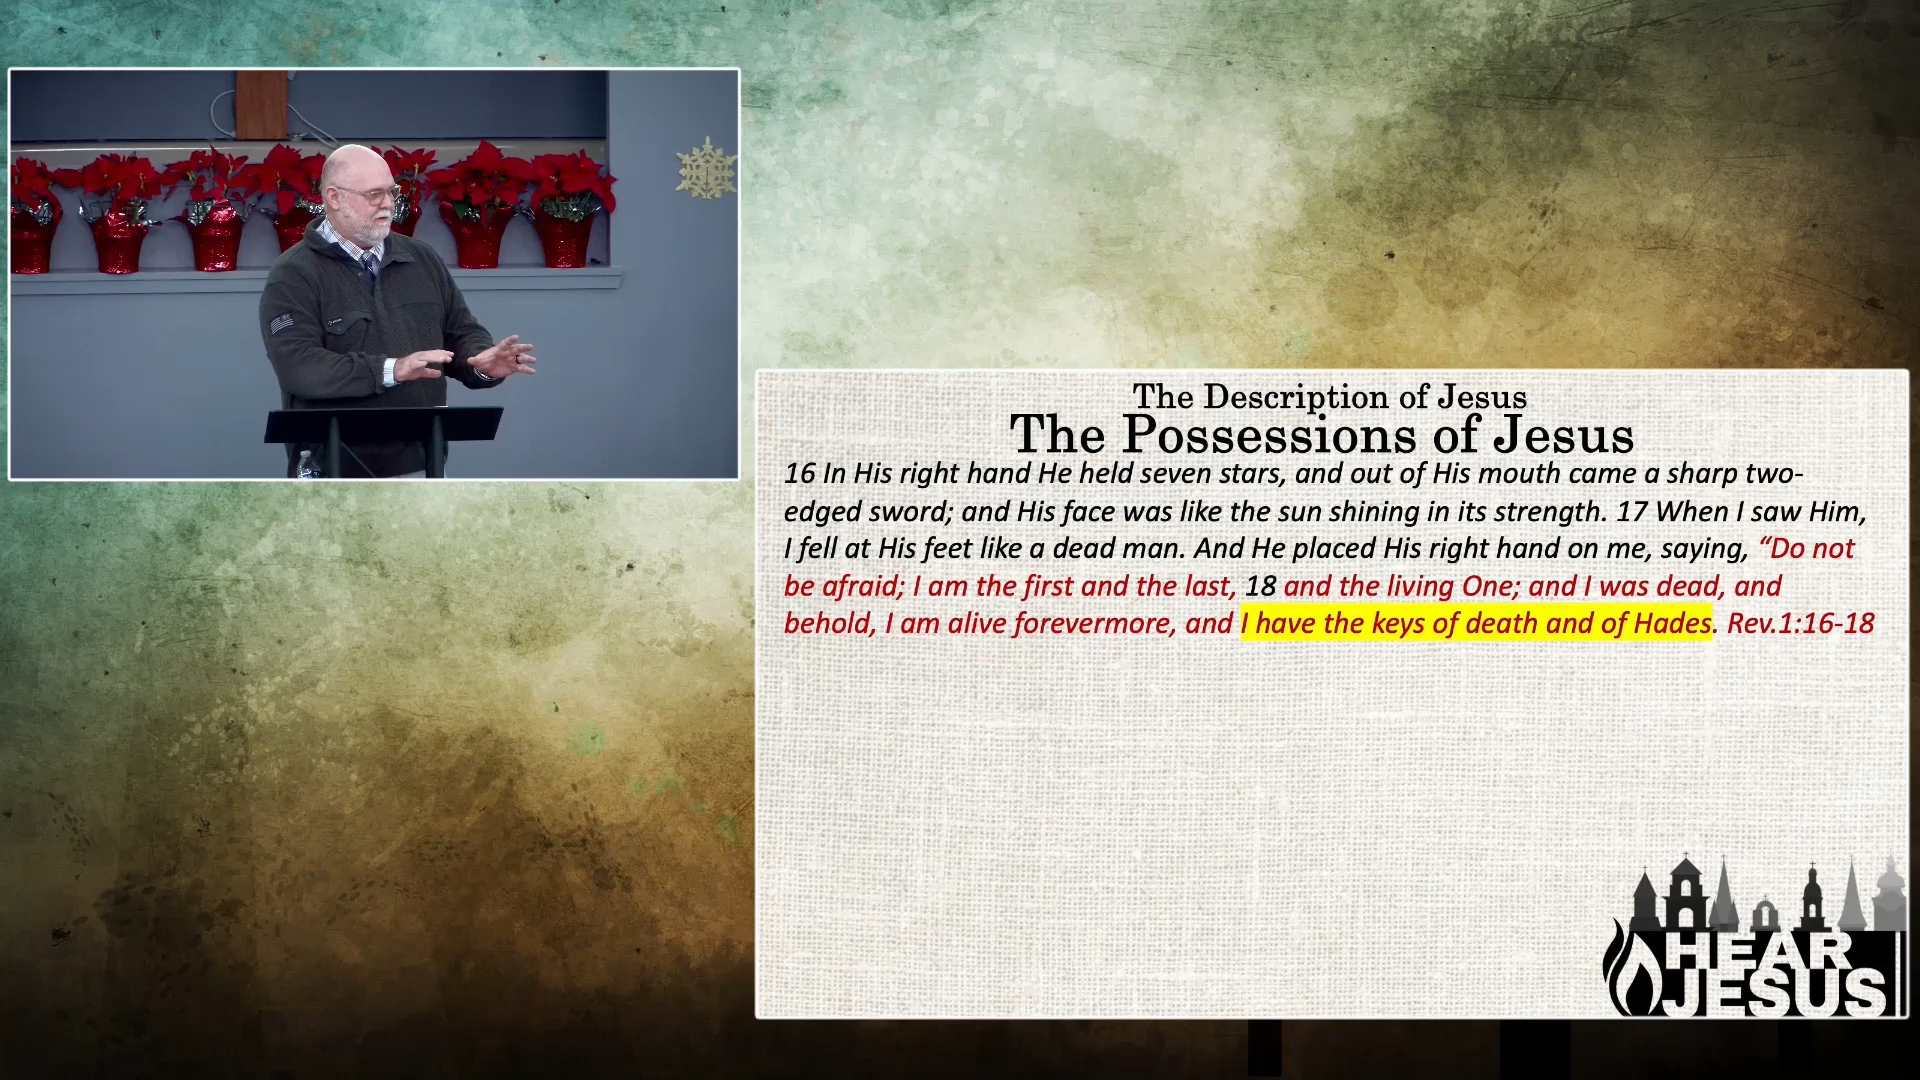 The Description of Jesus
The Possessions of Jesus
16 In His right hand He held seven stars, and out of His mouth came a sharp two-
edged sword; and His face was like the sun shining in its strength. 17 When I saw Him,
I fell at His feet like a dead man. And He placed His right hand on me, saying, “Do not
be afraid; I am the first and the last, 18 and the living One; and I was dead, and
behold, I am alive forevermore, and I have the keys of death and of Hades. Rev.1:16-18
HEAR
JESUS